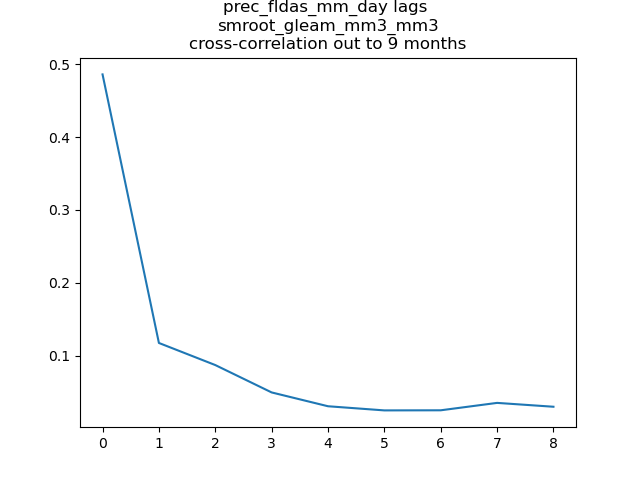 prec_fldas_mm_day lags
smroot_gleam_mm3_mm3
cross-correlation out to 9 months
0.5
0.4
0.3
0.2
0.1
0 1 2 3 4 5 6 7 8